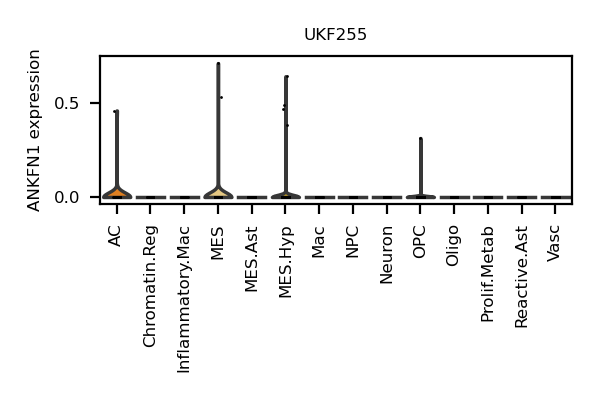 UKF255
ANKFN1 expression
0.5
0.0
AC
Chromatin.Reg
Inflammatory.Mac
MES
MES.Ast
MES.Hyp
Mac
NPC
Neuron
OPC
Oligo
Prolif.Metab
Reactive.Ast
Vasc